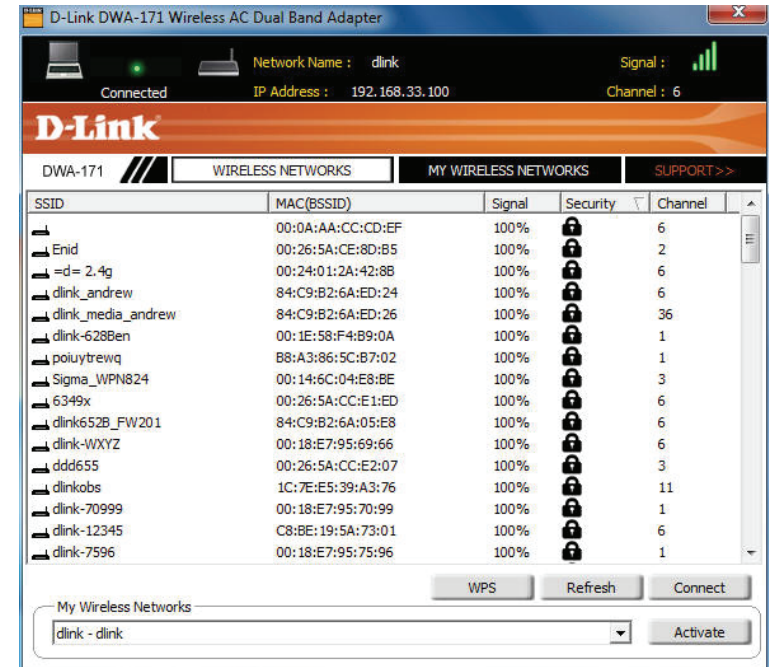 D-Link DWA-171 Wireless AC Dual Band Adapter
Network Name : dlink Signal :
Connected IP Address : 192.168.33.100 Channel : 6
D-Link
DWA-171 WIRELESS NETWORKS MY WIRELESS NETWORKS SUPPORT>>
SSID MAC(BSSID) Signal Security Channel
00:0A:AA:CC:CD:EF 100% 6
Enid 00:26:5A:CE:8D:B5 100% 2
=d= 2.4g 00:24:01:2A:42:8B 100% 6
dlink_andrew 84:C9:B2:6A:ED:24 100% 6
dlink_media_andrew 84:C9:B2:6A:ED:26 100% 36
dlink-628Ben 00:1E:58:F4:B9:0A 100% 1
poiuytrewq B8:A3:86:5C:B7:02 100% 1
Sigma_WPN824 00:14:6C:04:E8:BE 100% 3
6349x 00:26:5A:CC:E1:ED 100% 6
dlink652B_FW201 84:C9:B2:6A:05:E8 100% 6
dlink-WXYZ 00:18:E7:95:69:66 100% 6
ddd655 00:26:5A:CC:E2:07 100% 3
dlinkobs 1C:7E:E5:39:A3:76 100% 11
dlink-70999 00:18:E7:95:70:99 100% 1
dlink-12345 C8:BE:19:5A:73:01 100% 6
dlink-7596 00:18:E7:95:75:96 100% 1
WPS Refresh Connect
My Wireless Networks
dlink - dlink Activate